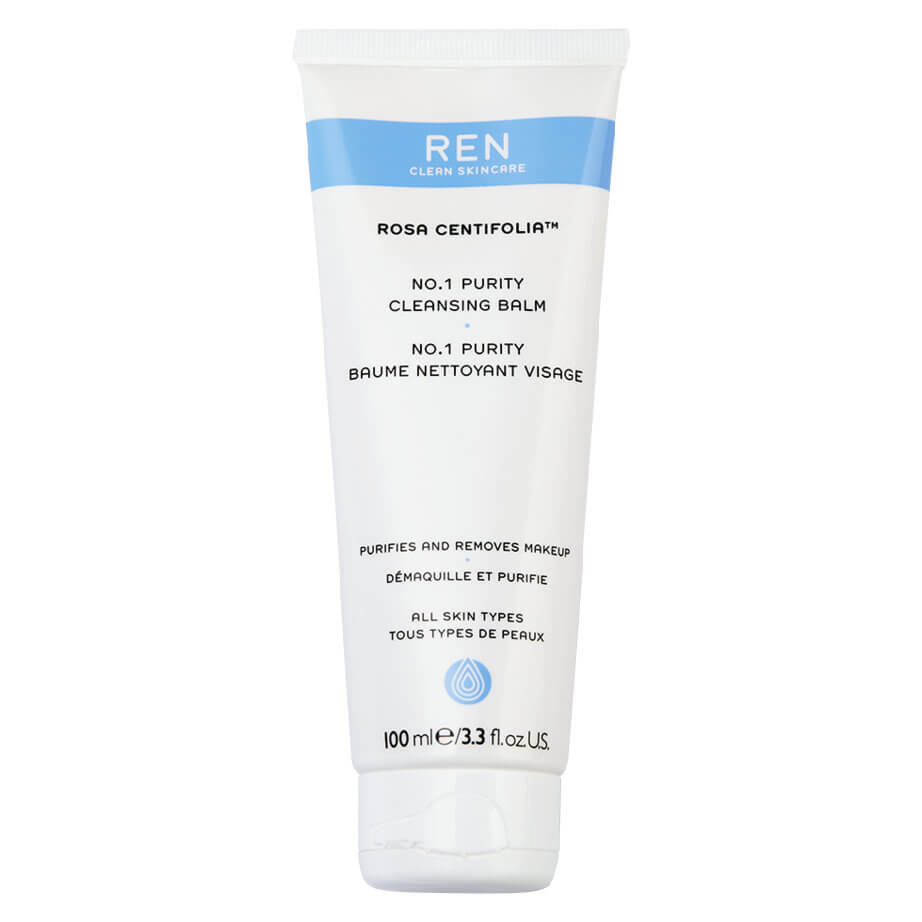 REN
CLEAN SKINCARE
ROSA CENTIFOLIA™
NO.1 PURITY
CLEANSING BALM
NO.1 PURITY
BAUME NETTOYANT VISAGE
PURIFIES AND REMOVES MAKEUP
DÉMAQUILLE ET PURIFIE
ALL SKIN TYPES
TOUS TYPES DE PEAUX
100 ml℮/3.3 fl.oz.U.S.